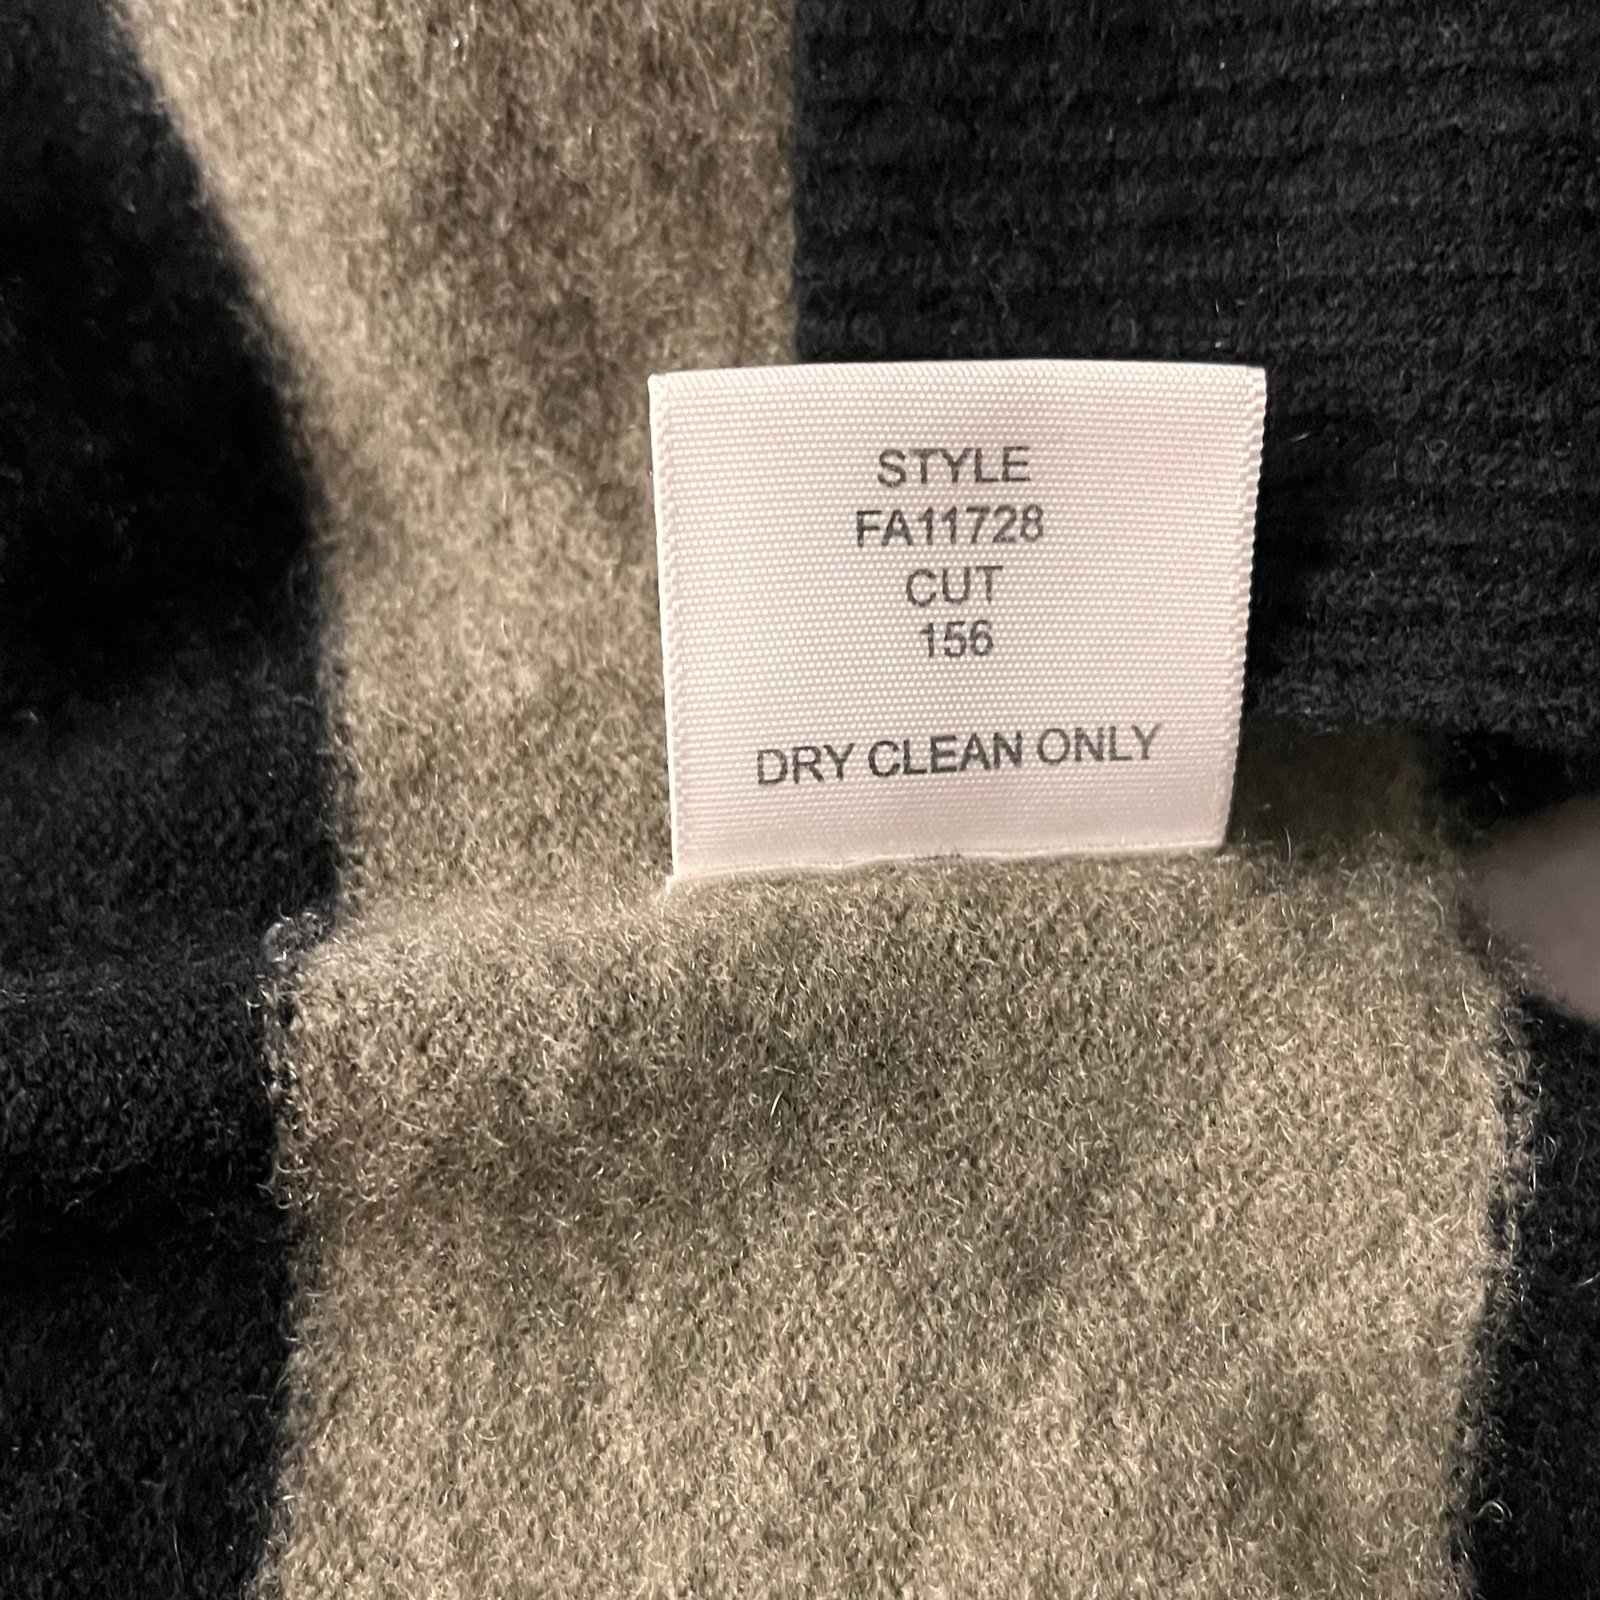 STYLE
FA11728
CUT
156
DRY CLEAN ONLY